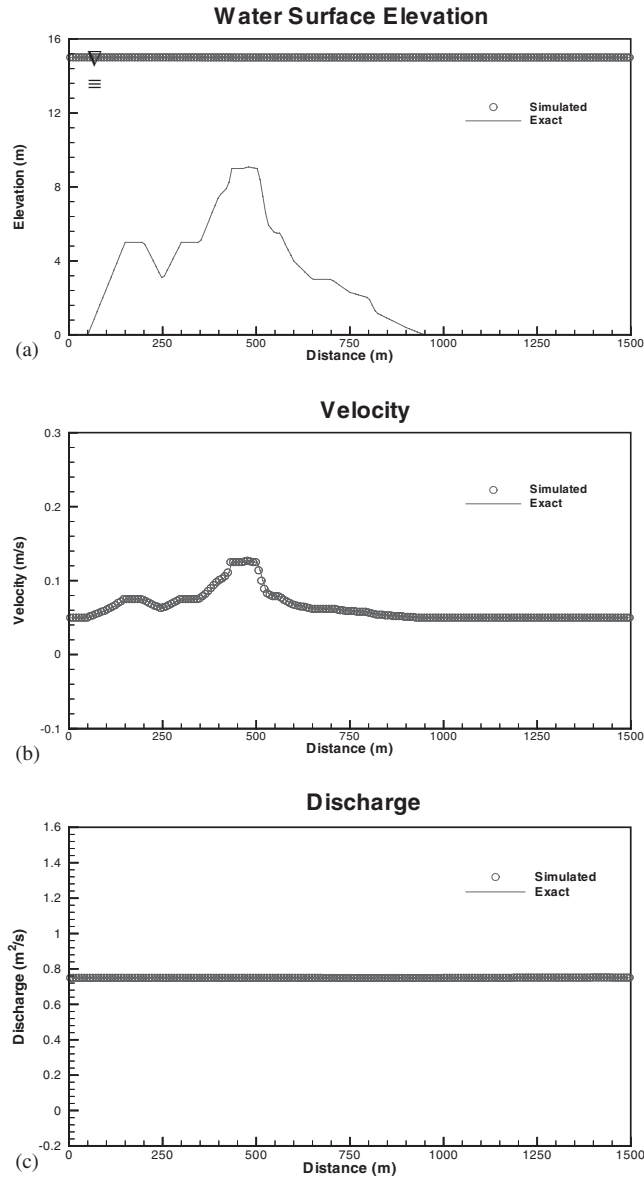 Water Surface Elevation
16
12
8
4
0
Elevation (m)
Simulated
Exact
0
250
500
750
1000
1250
1500
Distance (m)
(a)
Velocity
0.3
0.2
0.1
0
-0.1
Velocity (m/s)
Simulated
Exact
0
250
500
750
1000
1250
1500
Distance (m)
(b)
Discharge
1.6
1.4
1.2
1
0.8
0.6
0.4
0.2
0
-0.2
Discharge (m²/s)
Simulated
Exact
0
250
500
750
1000
1250
1500
Distance (m)
(c)